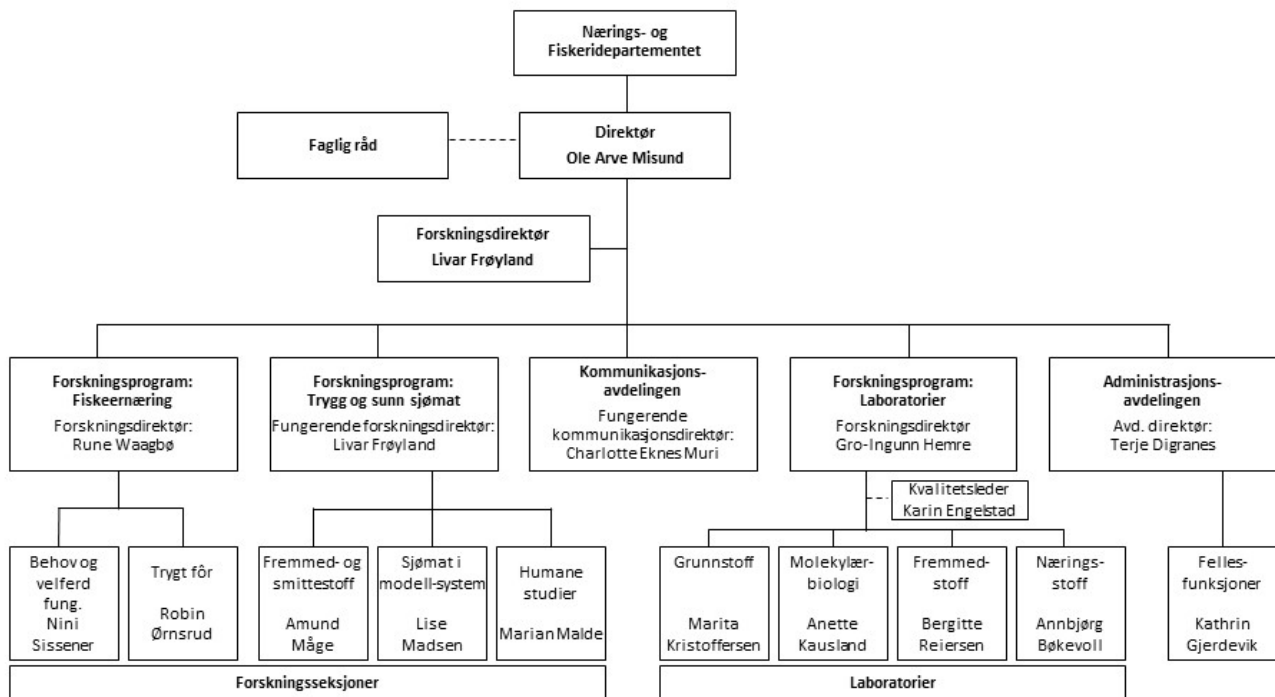 Nærings- og
Fiskeridepartementet
Faglig råd
Direktør
Ole Arve Misund
Forskningsdirektør
Livar Frøyland
Forskningsprogram:
Fiskeernæring
Forskningsdirektør:
Rune Waagbø
Forskningsprogram:
Trygg og sunn sjømat
Fungerende forskningsdirektør:
Livar Frøyland
Kommunikasjons-
avdelingen
Fungerende
kommunikasjonsdirektør:
Charlotte Eknes Muri
Forskningsprogram:
Laboratorier
Forskningsdirektør
Gro-Ingunn Hemre
Administrasjons-
avdelingen
Avd. direktør:
Terje Digranes
Kvalitetsleder
Karin Engelstad
Behov og
velferd
fung.
Nini
Sissener
Trygt fôr
Robin
Ørnsrud
Fremmed- og
smittestoff
Amund
Måge
Sjømat i
modell-system
Lise
Madsen
Humane
studier
Marian Malde
Grunnstoff
Marita
Kristoffersen
Molekylær-
biologi
Anette
Kausland
Fremmed-
stoff
Bergitte
Reiersen
Nærings-
stoff
Annbjørg
Bøkevoll
Felles-
funksjoner
Kathrin
Gjerdevik
Forskningsseksjoner
Laboratorier